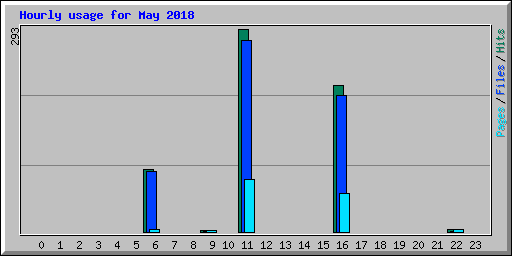 Hourly usage for May 2018
293
Pages/Files/Hits
0 1 2 3 4 5 6 7 8 9 10 11 12 13 14 15 16 17 18 19 20 21 22 23